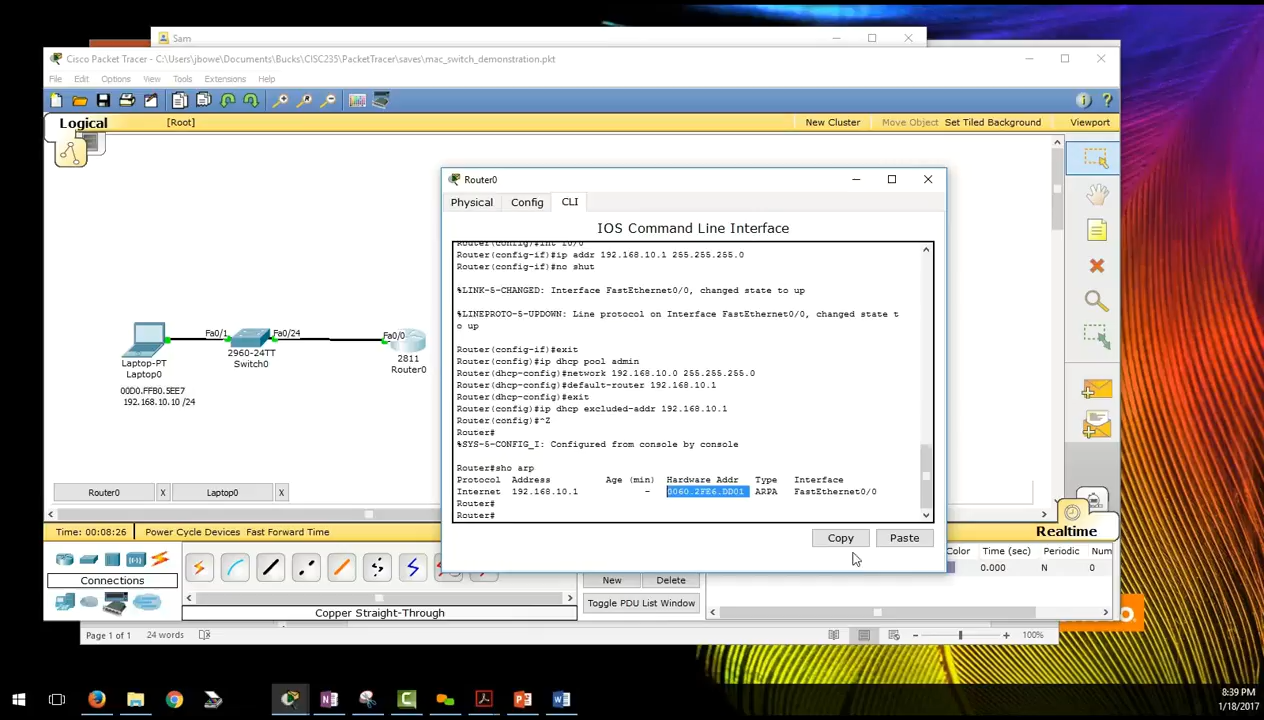 Sam
Cisco Packet Tracer - C:\Users\jbowe\Documents\Bucks\CISC235\PacketTracer\saves\mac_switch_demonstration.pkt
File Edit Options View Tools Extensions Help
Logical [Root] New Cluster Move Object Set Tiled Background Viewport
Router0
Physical Config CLI
IOS Command Line Interface
Router(config)#int f0/0
Router(config-if)#ip addr 192.168.10.1 255.255.255.0
Router(config-if)#no shut
%LINK-5-CHANGED: Interface FastEthernet0/0, changed state to up
%LINEPROTO-5-UPDOWN: Line protocol on Interface FastEthernet0/0, changed state t
o up
Router(config-if)#exit
Router(config)#ip dhcp pool admin
Router(dhcp-config)#network 192.168.10.0 255.255.255.0
Router(dhcp-config)#default-router 192.168.10.1
Router(dhcp-config)#exit
Router(config)#ip dhcp excluded-addr 192.168.10.1
Router(config)#^Z
Router#
%SYS-5-CONFIG_I: Configured from console by console
Router#sho arp
Protocol Address Age (min) Hardware Addr Type Interface
Internet 192.168.10.1 - 0060.2FE6.DD01 ARPA FastEthernet0/0
Router#
Router#
Copy Paste
Fa0/1 Fa0/24 Fa0/0
Laptop-PT
Laptop0
2960-24TT
Switch0
2811
Router0
00D0.FFB0.5EE7
192.168.10.10 /24
Router0 X Laptop0 X
Time: 00:08:26 Power Cycle Devices Fast Forward Time Realtime
Connections
Copper Straight-Through
New Delete
Toggle PDU List Window
Color Time (sec) Periodic Num
0.000 N 0
Page 1 of 1 24 words 100%
8:39 PM
1/18/2017